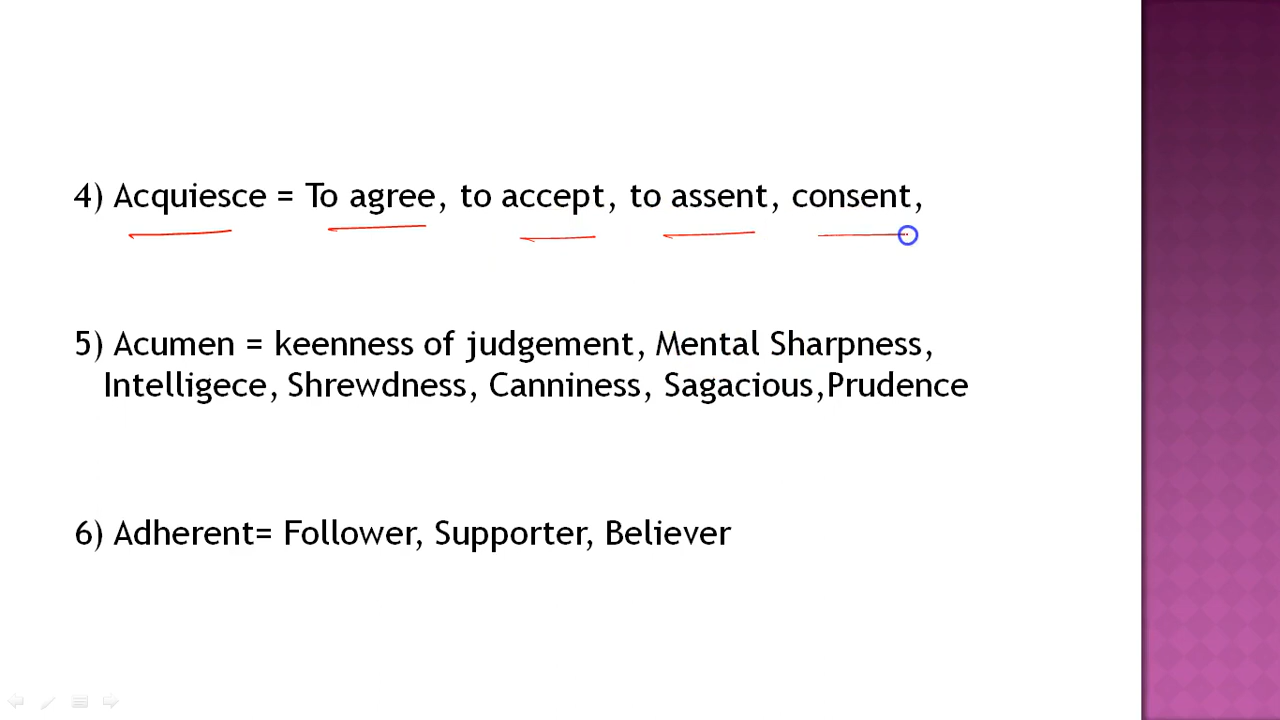 4) Acquiesce = To agree, to accept, to assent, consent,
5) Acumen = keenness of judgement, Mental Sharpness,
Intelligece, Shrewdness, Canniness, Sagacious,Prudence
6) Adherent= Follower, Supporter, Believer